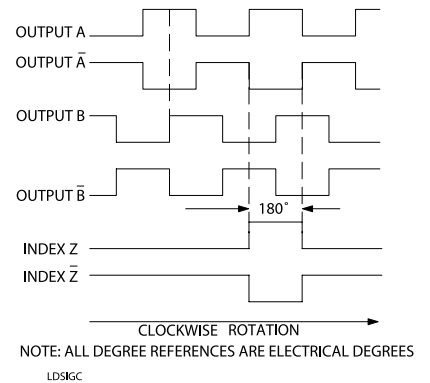 OUTPUT A
OUTPUT A̅
OUTPUT B
OUTPUT B̅
180°
INDEX Z
INDEX Z̅
CLOCKWISE ROTATION
NOTE: ALL DEGREE REFERENCES ARE ELECTRICAL DEGREES
LDSIGC